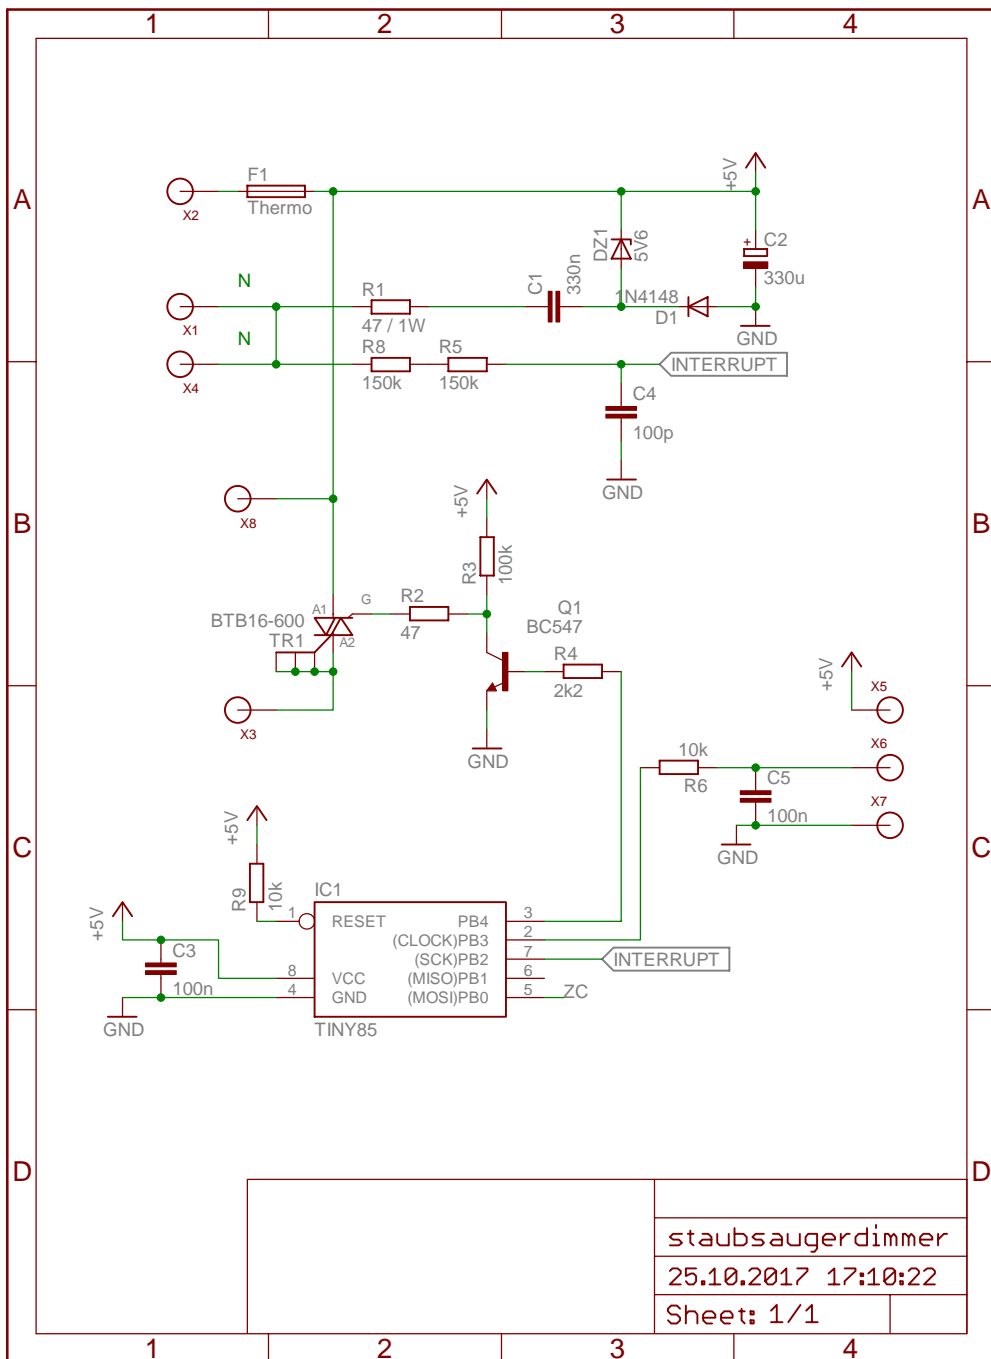 1 2 3 4
A A
F1
Thermo
X2
+5V
DZ1
5V6
C2
+
330u
N
X1
R1
47 / 1W
C1
330n
1N4148
D1
GND
N
X4
R8
150k
R5
150k
INTERRUPT
C4
100p
GND
B B
X8
+5V
R3
100k
BTB16-600
TR1
A1
A2
G
R2
47
Q1
BC547
R4
2k2
X3
GND
+5V
X5
X6
X7
10k
R6
C5
100n
GND
C C
+5V
R9
10k
IC1
1 RESET PB4 3
(CLOCK)PB3 2
(SCK)PB2 7
INTERRUPT
8 VCC (MISO)PB1 6
4 GND (MOSI)PB0 5 ZC
TINY85
+5V
C3
100n
GND
D D
staubsaugerdimmer
25.10.2017 17:10:22
Sheet: 1/1
1 2 3 4